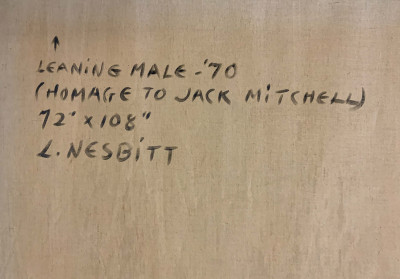 LEANING MALE - '70
(HOMAGE TO JACK MITCHELL)
72" x 108"
L. NESBITT